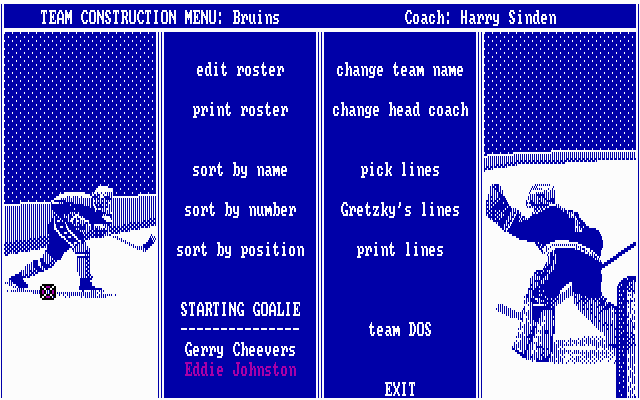 TEAM CONSTRUCTION MENU: Bruins
Coach: Harry Sinden
edit roster
change team name
print roster
change head coach
sort by name
pick lines
sort by number
Gretzky's lines
sort by position
print lines
STARTING GOALIE
---------------
team DOS
Gerry Cheevers
Eddie Johnston
EXIT